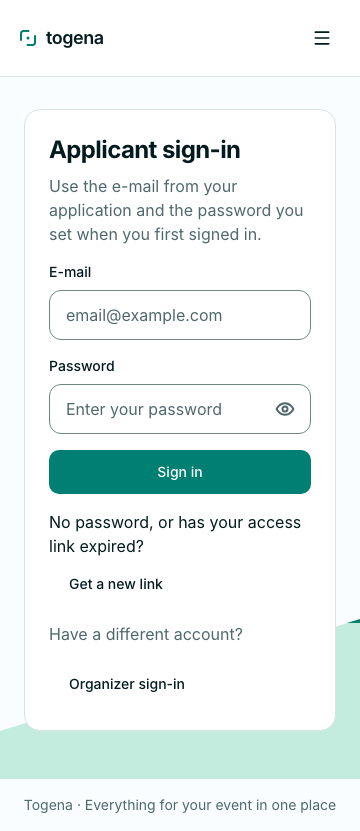 togena
Applicant sign-in
Use the e-mail from your
application and the password you
set when you first signed in.
E-mail
email@example.com
Password
Enter your password
Sign in
No password, or has your access
link expired?
Get a new link
Have a different account?
Organizer sign-in
Togena · Everything for your event in one place